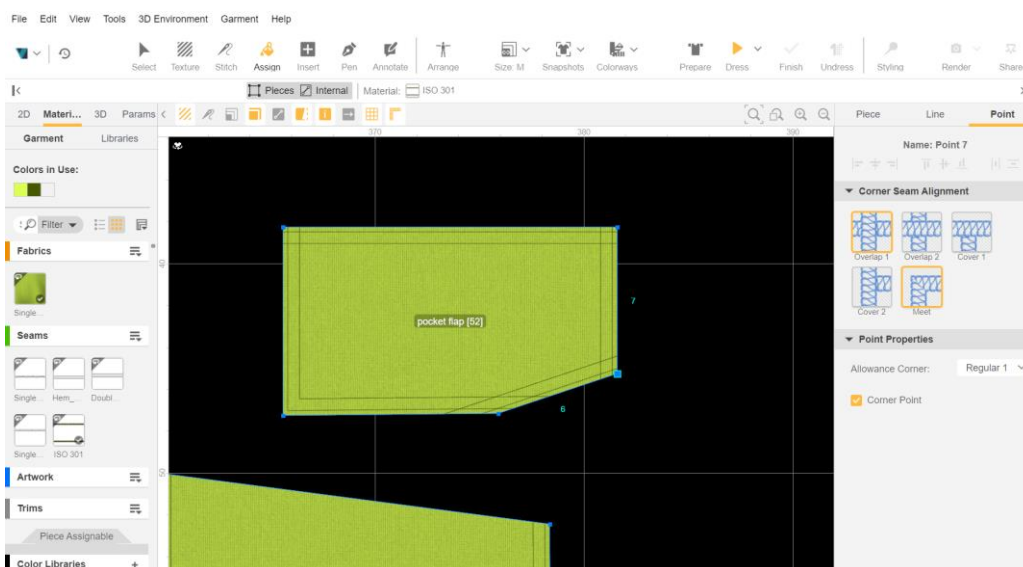 File Edit View Tools 3D Environment Garment Help
Select Texture Stitch Assign Insert Pen Annotate Arrange Size: M Snapshots Colorways Prepare Dress Finish Undress Styling Render Share
Pieces Internal Material: ISO 301
2D Materi... 3D Params
Piece Line Point
Garment Libraries
370 380 390
Name: Point 7
Colors in Use:
Corner Seam Alignment
Filter
Fabrics
Overlap 1 Overlap 2 Cover 1
40
Single...
7
Cover 2 Meet
pocket flap [52]
Seams
Point Properties
Allowance Corner: Regular 1
Single... Hem_ Doubl...
Corner Point
6
Single... ISO 301
50
Artwork
Trims
Piece Assignable
Color Libraries +